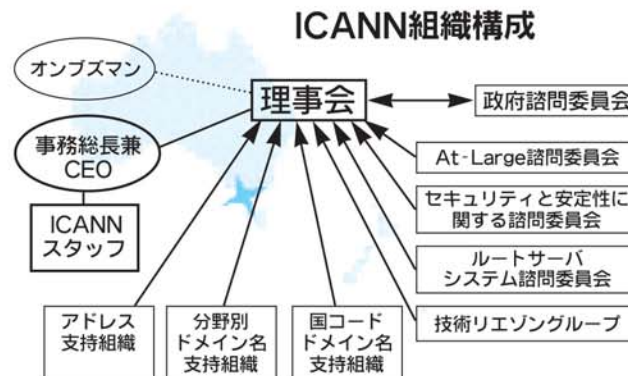 ICANN組織構成
オンブズマン
理事会
政府諮問委員会
事務総長兼
CEO
At-Large諮問委員会
セキュリティと安定性に
関する諮問委員会
ICANN
スタッフ
ルートサーバ
システム諮問委員会
アドレス
支持組織
分野別
ドメイン名
支持組織
国コード
ドメイン名
支持組織
技術リエゾングループ